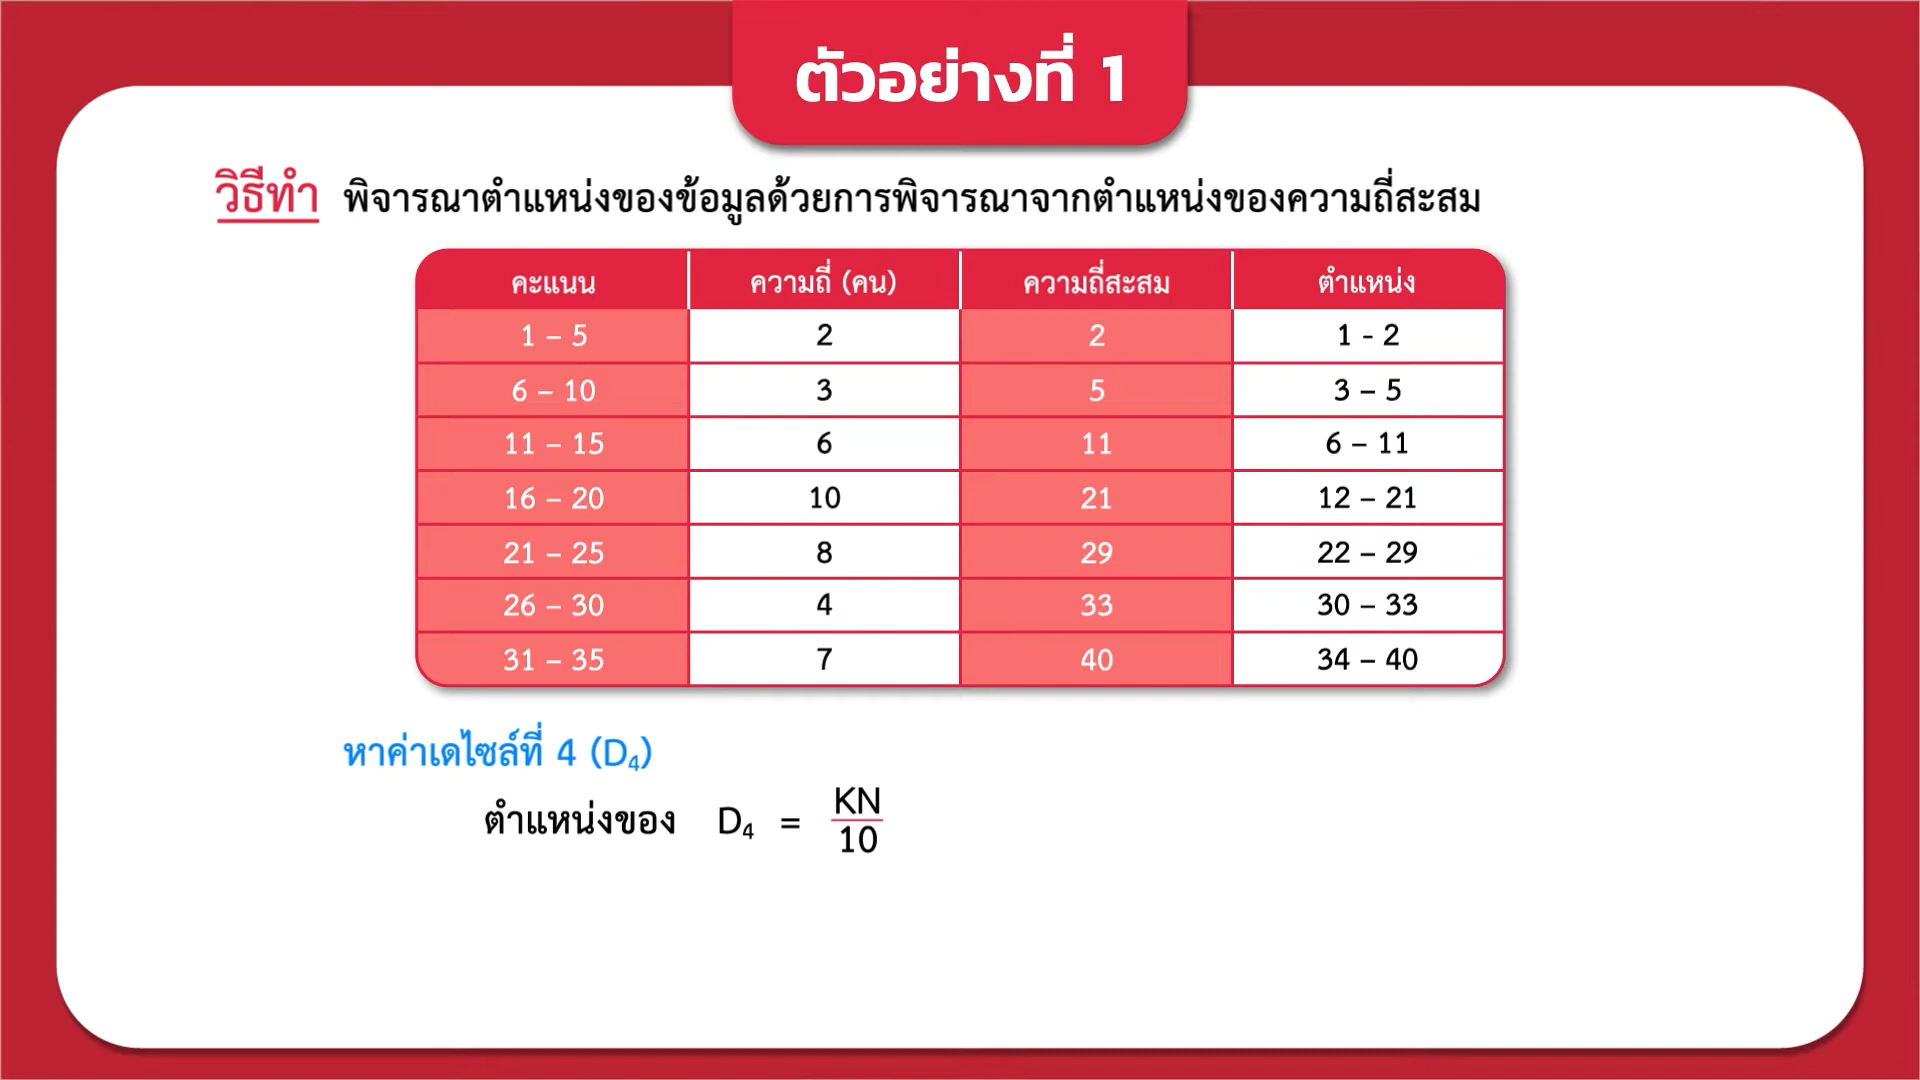 ตัวอย่างที่ 1
วิธีทำ พิจารณาตำแหน่งของข้อมูลด้วยการพิจารณาจากตำแหน่งของความถี่สะสม
คะแนน ความถี่ (คน) ความถี่สะสม ตำแหน่ง
1 – 5 2 2 1 - 2
6 – 10 3 5 3 – 5
11 – 15 6 11 6 – 11
16 – 20 10 21 12 – 21
21 – 25 8 29 22 – 29
26 – 30 4 33 30 – 33
31 – 35 7 40 34 – 40
หาค่าเดไซล์ที่ 4 (D₄)
ตำแหน่งของ D₄ = KN/10